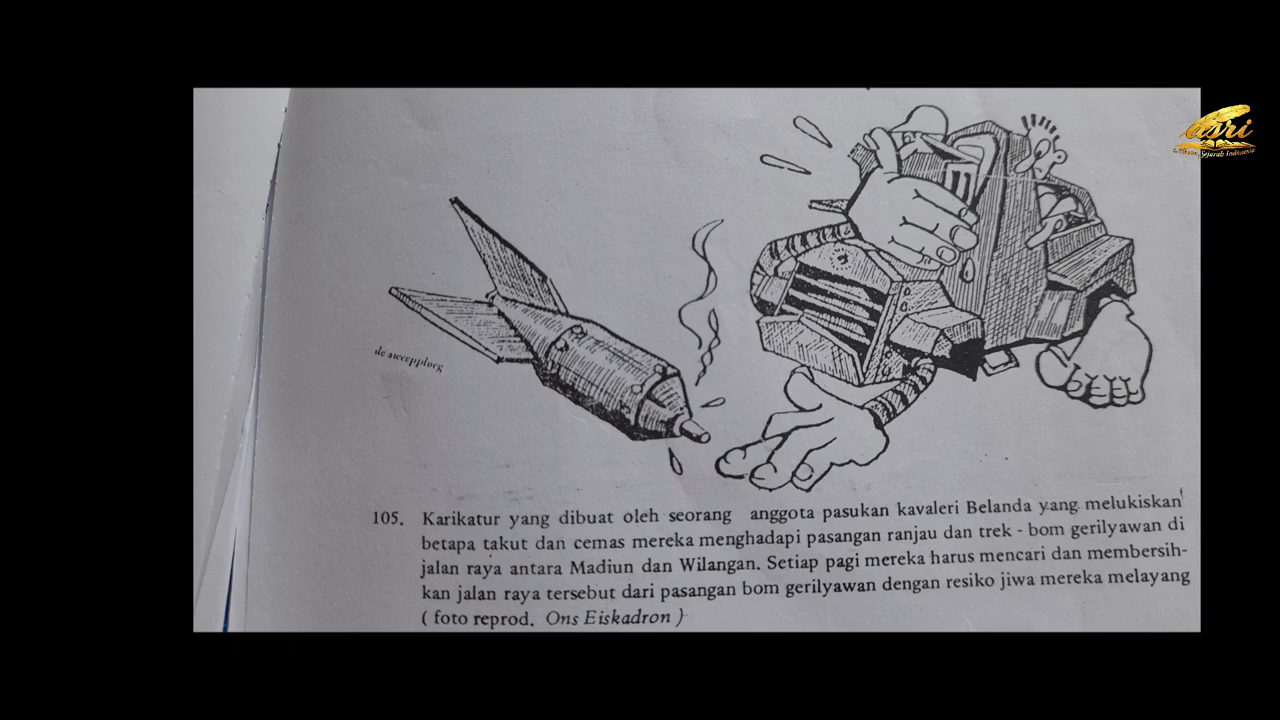 asri
de sweepploeg
105. Karikatur yang dibuat oleh seorang anggota pasukan kavaleri Belanda yang melukiskan
betapa takut dan cemas mereka menghadapi pasangan ranjau dan trek - bom gerilyawan di
jalan raya antara Madiun dan Wilangan. Setiap pagi mereka harus mencari dan membersih-
kan jalan raya tersebut dari pasangan bom gerilyawan dengan resiko jiwa mereka melayang
( foto reprod. Ons Eiskadron )